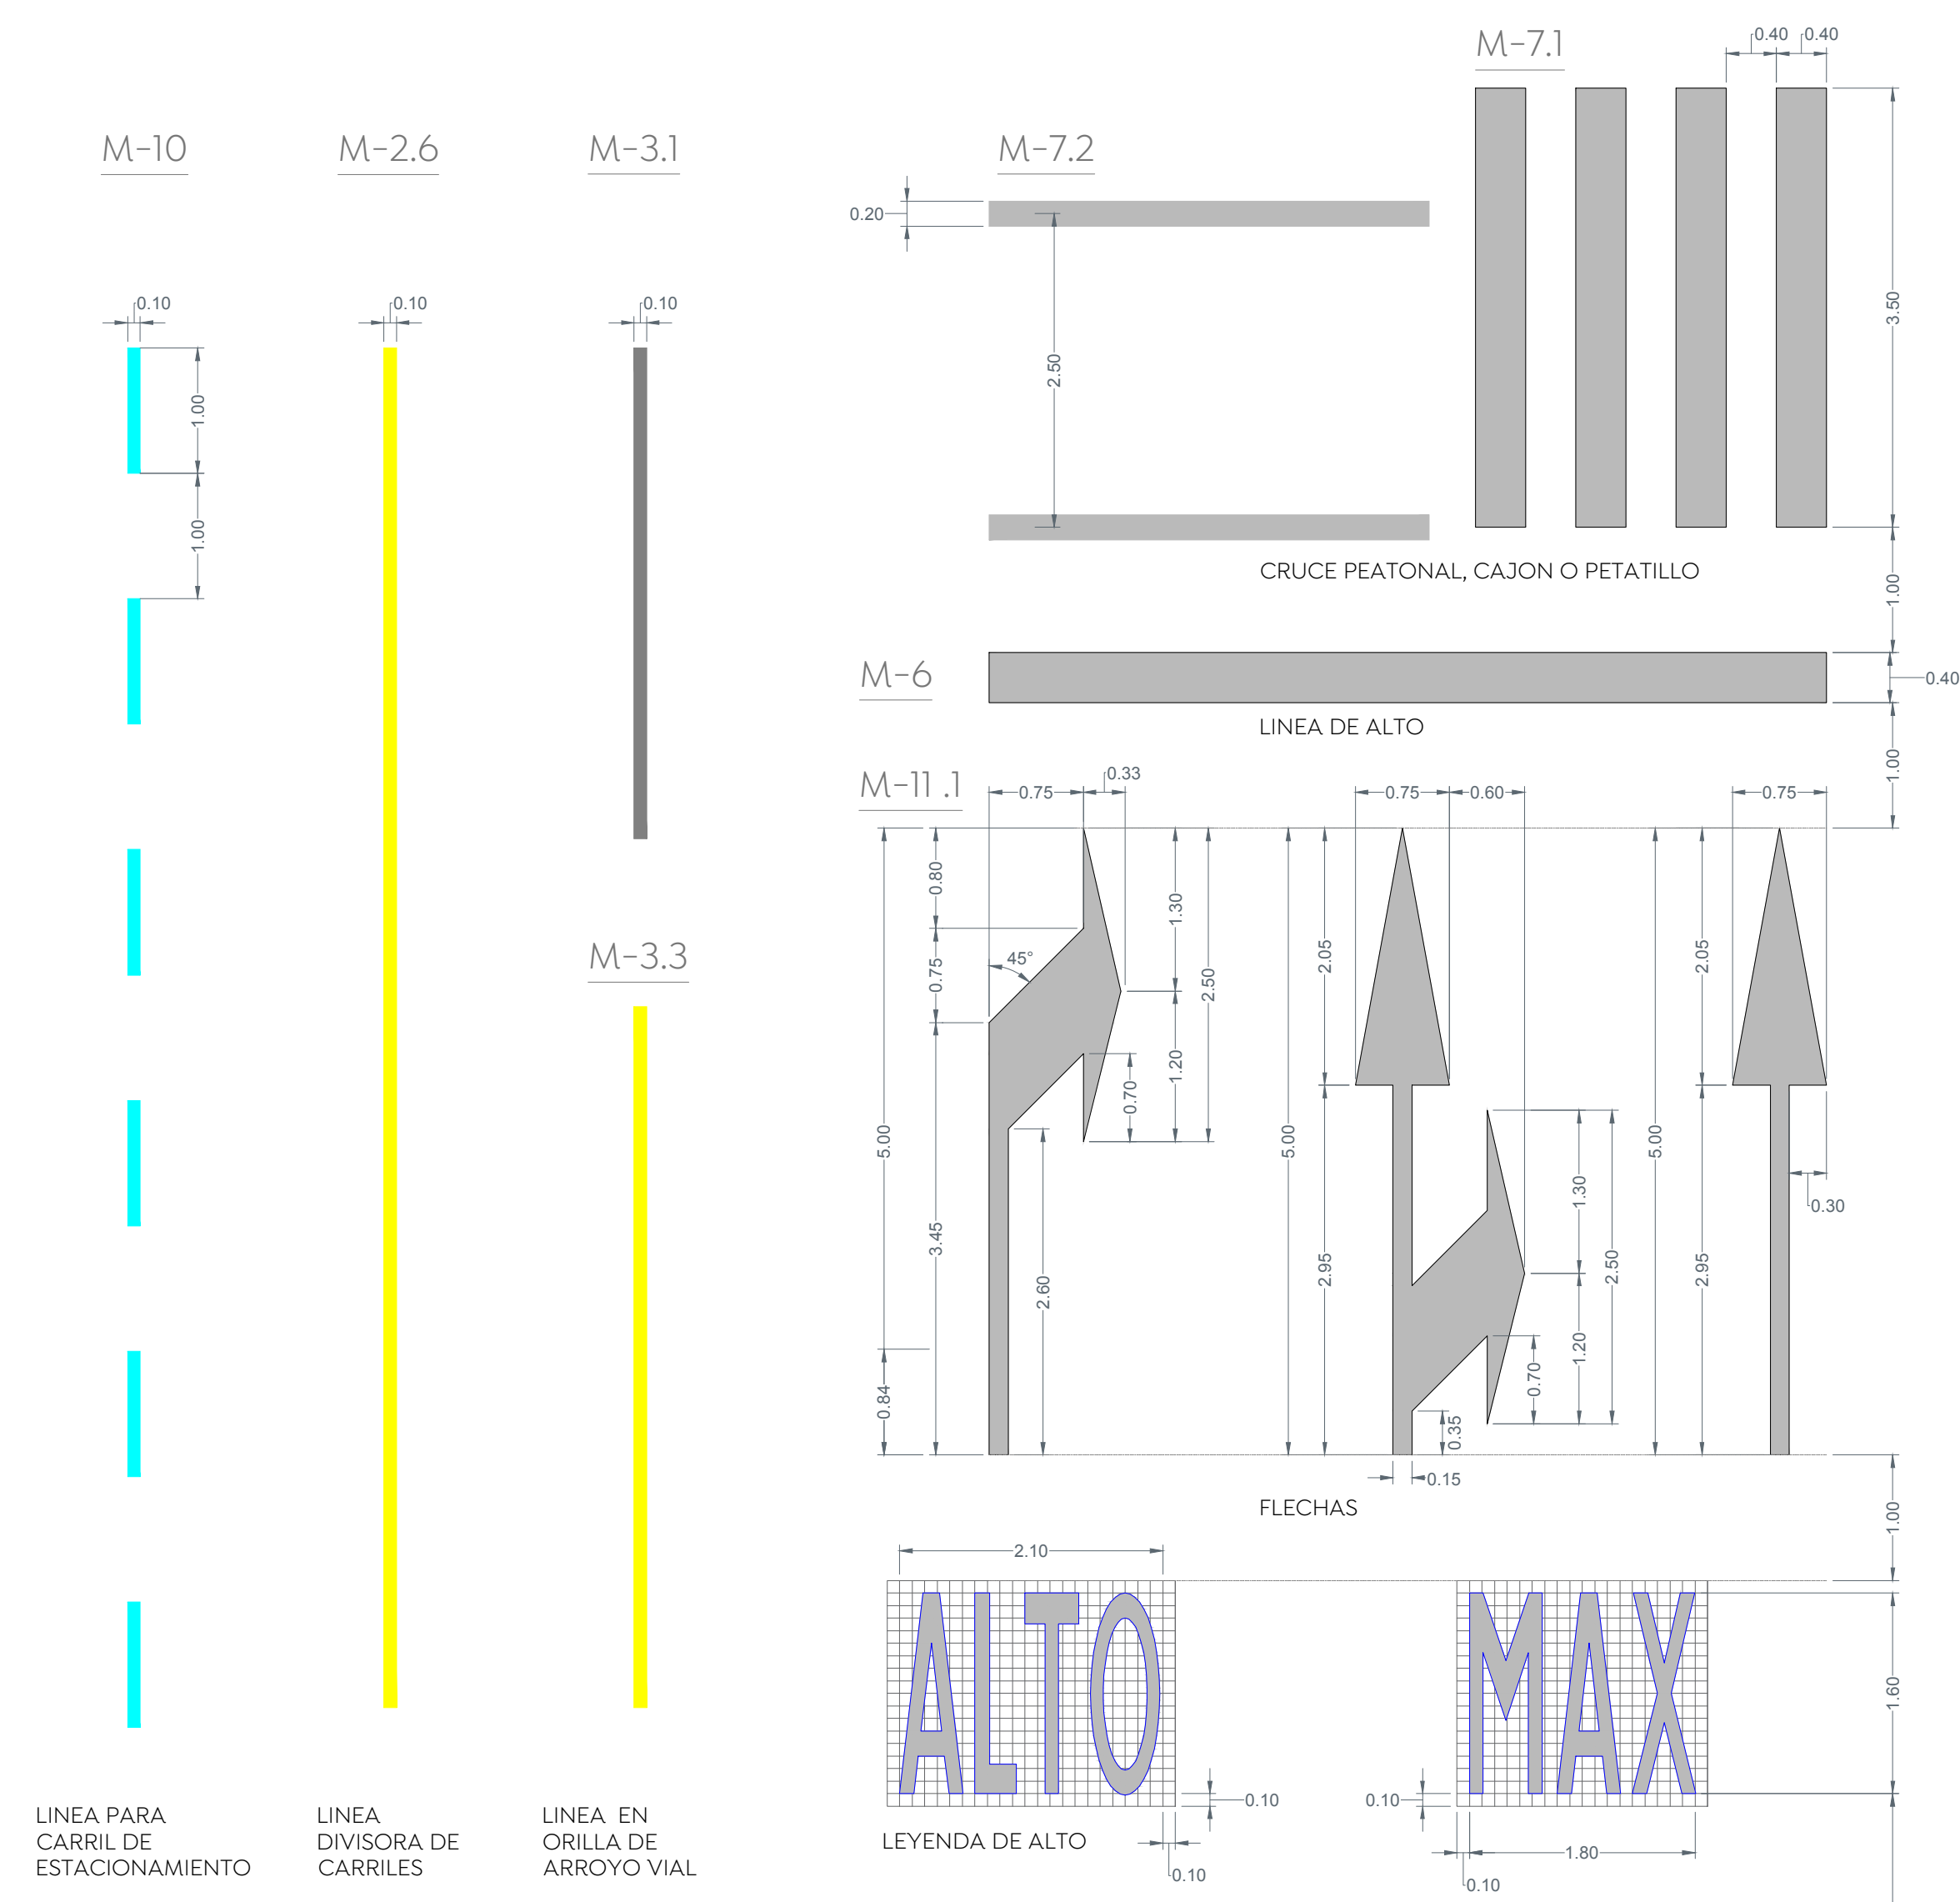 M-10
M-2.6
M-3.1
M-7.2
M-7.1
0.40
0.40
0.20
2.50
3.50
0.10
0.10
0.10
1.00
1.00
CRUCE PEATONAL, CAJON O PETATILLO
1.00
M-6
0.40
LINEA DE ALTO
1.00
M-11 .1
0.75
0.33
0.75
0.60
0.75
0.80
0.75
45°
1.30
2.50
1.20
0.70
5.00
3.45
2.60
0.84
2.05
5.00
2.95
1.30
2.50
1.20
0.70
0.35
0.15
2.05
5.00
2.95
0.30
M-3.3
FLECHAS
1.00
2.10
ALTO
MAX
1.60
0.10
0.10
0.10
0.10
1.80
LEYENDA DE ALTO
LINEA PARA
CARRIL DE
ESTACIONAMIENTO
LINEA
DIVISORA DE
CARRILES
LINEA EN
ORILLA DE
ARROYO VIAL